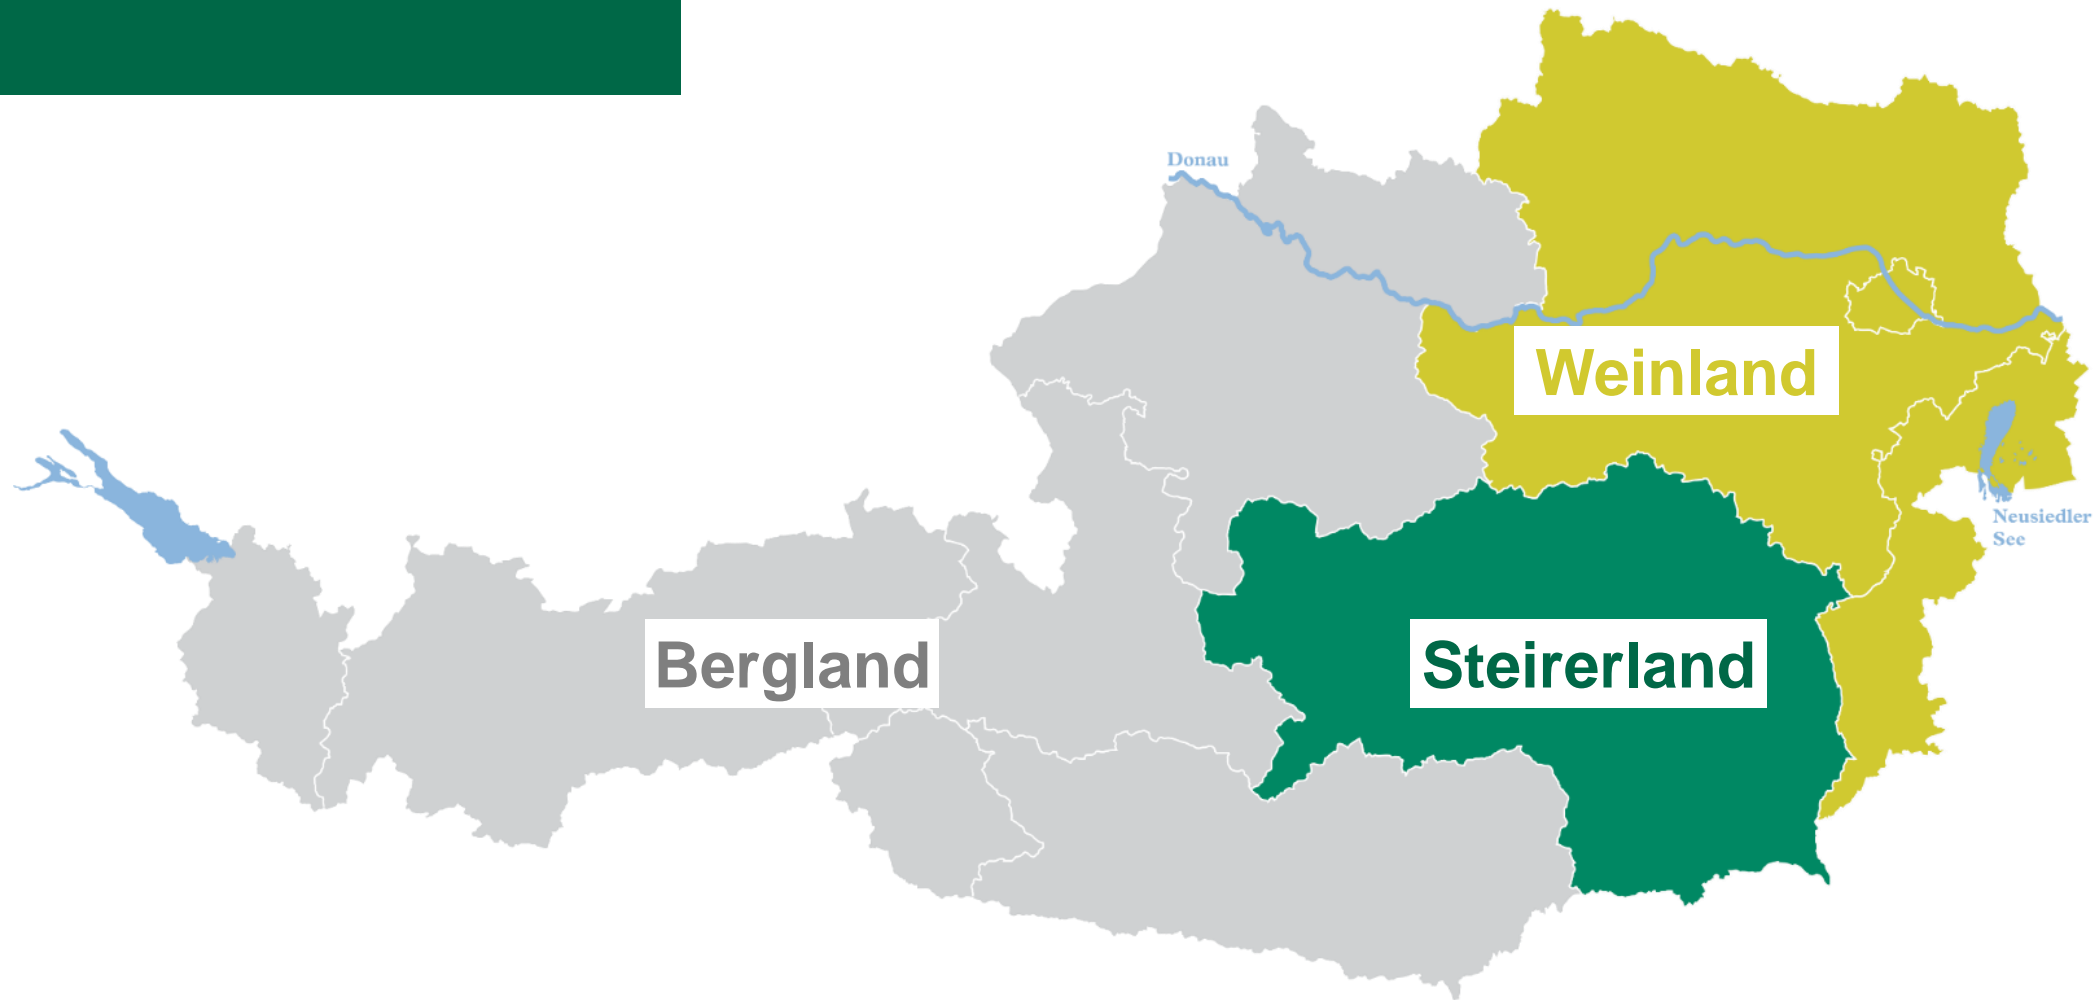 Donau
Weinland
Neusiedler
See
Bergland
Steirerland